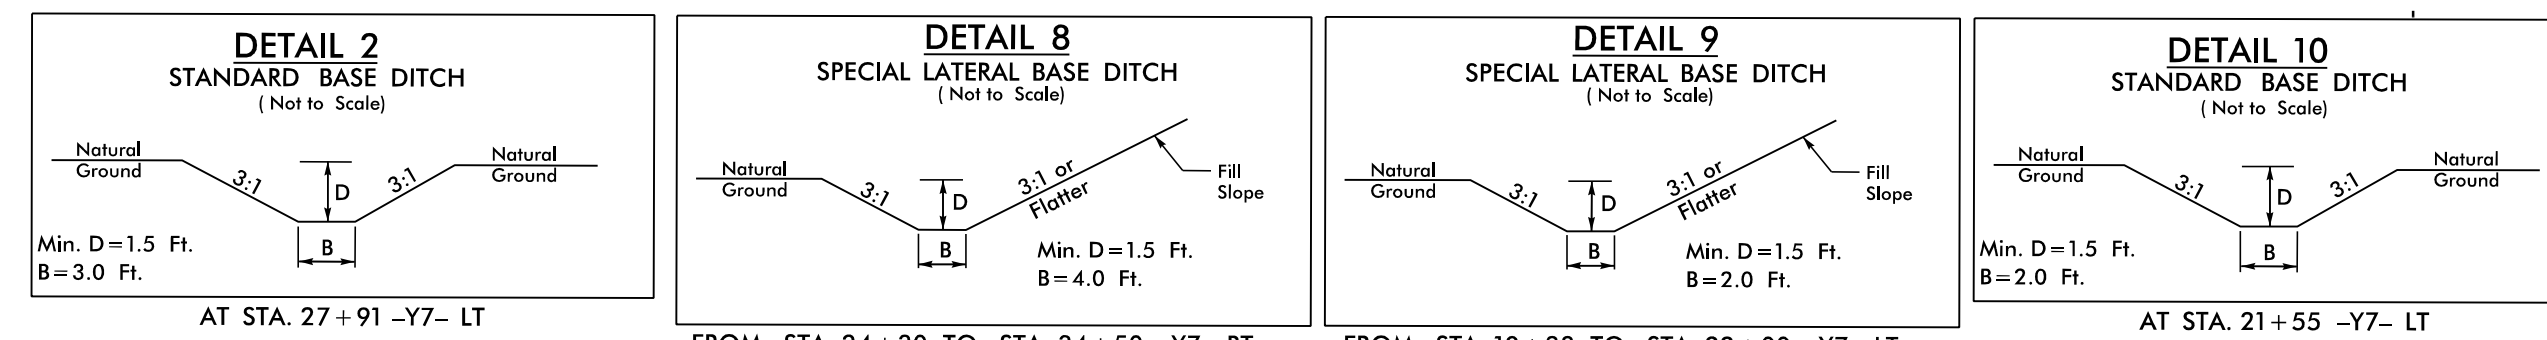 DETAIL 2
STANDARD BASE DITCH
( Not to Scale)
Natural
Ground
3:1
D
3:1
Natural
Ground
B
Min. D=1.5 Ft.
B=3.0 Ft.
AT STA. 27+91 –Y7– LT
DETAIL 8
SPECIAL LATERAL BASE DITCH
( Not to Scale)
Natural
Ground
3:1
D
3:1 or
Flatter
Fill
Slope
B
Min. D=1.5 Ft.
B=4.0 Ft.
DETAIL 9
SPECIAL LATERAL BASE DITCH
( Not to Scale)
Natural
Ground
3:1
D
3:1 or
Flatter
Fill
Slope
B
Min. D=1.5 Ft.
B=2.0 Ft.
DETAIL 10
STANDARD BASE DITCH
( Not to Scale)
Natural
Ground
3:1
D
3:1
Natural
Ground
B
Min. D=1.5 Ft.
B=2.0 Ft.
AT STA. 21+55 –Y7– LT